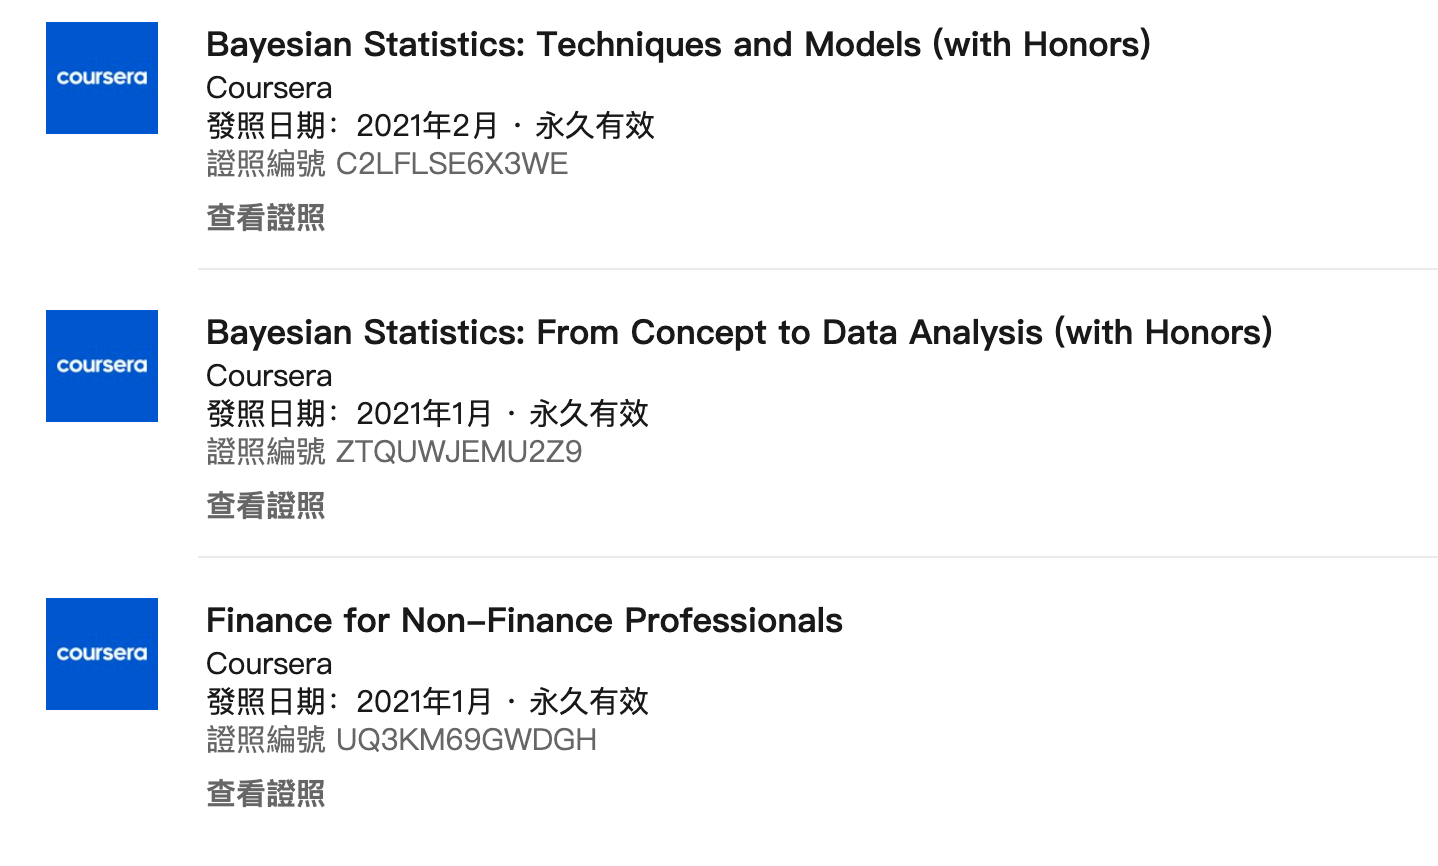 coursera
Bayesian Statistics: Techniques and Models (with Honors)
Coursera
發照日期：2021年2月 · 永久有效
證照編號 C2LFLSE6X3WE
查看證照
coursera
Bayesian Statistics: From Concept to Data Analysis (with Honors)
Coursera
發照日期：2021年1月 · 永久有效
證照編號 ZTQUWJEMU2Z9
查看證照
coursera
Finance for Non-Finance Professionals
Coursera
發照日期：2021年1月 · 永久有效
證照編號 UQ3KM69GWDGH
查看證照